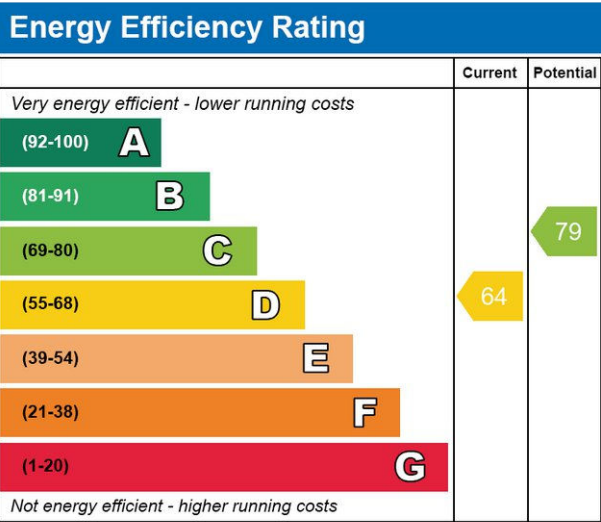 Energy Efficiency Rating
Current Potential
Very energy efficient - lower running costs
(92-100) A
(81-91) B
(69-80) C
79
(55-68) D
64
(39-54) E
(21-38) F
(1-20) G
Not energy efficient - higher running costs